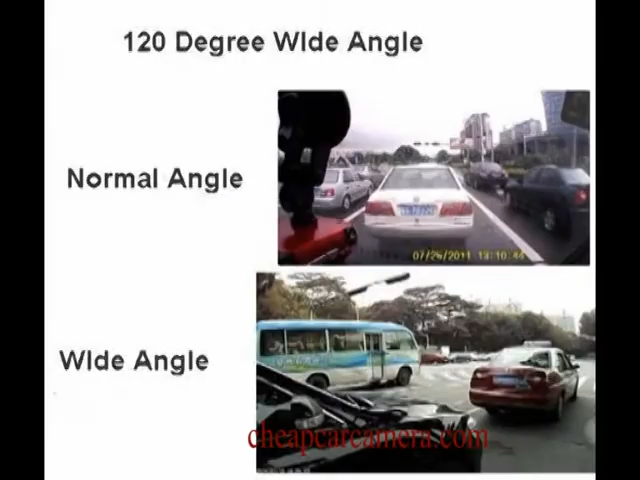 120 Degree WIde Angle
Normal Angle
07/26/2011 13:10:44
WIde Angle
cheapcarcamera.com